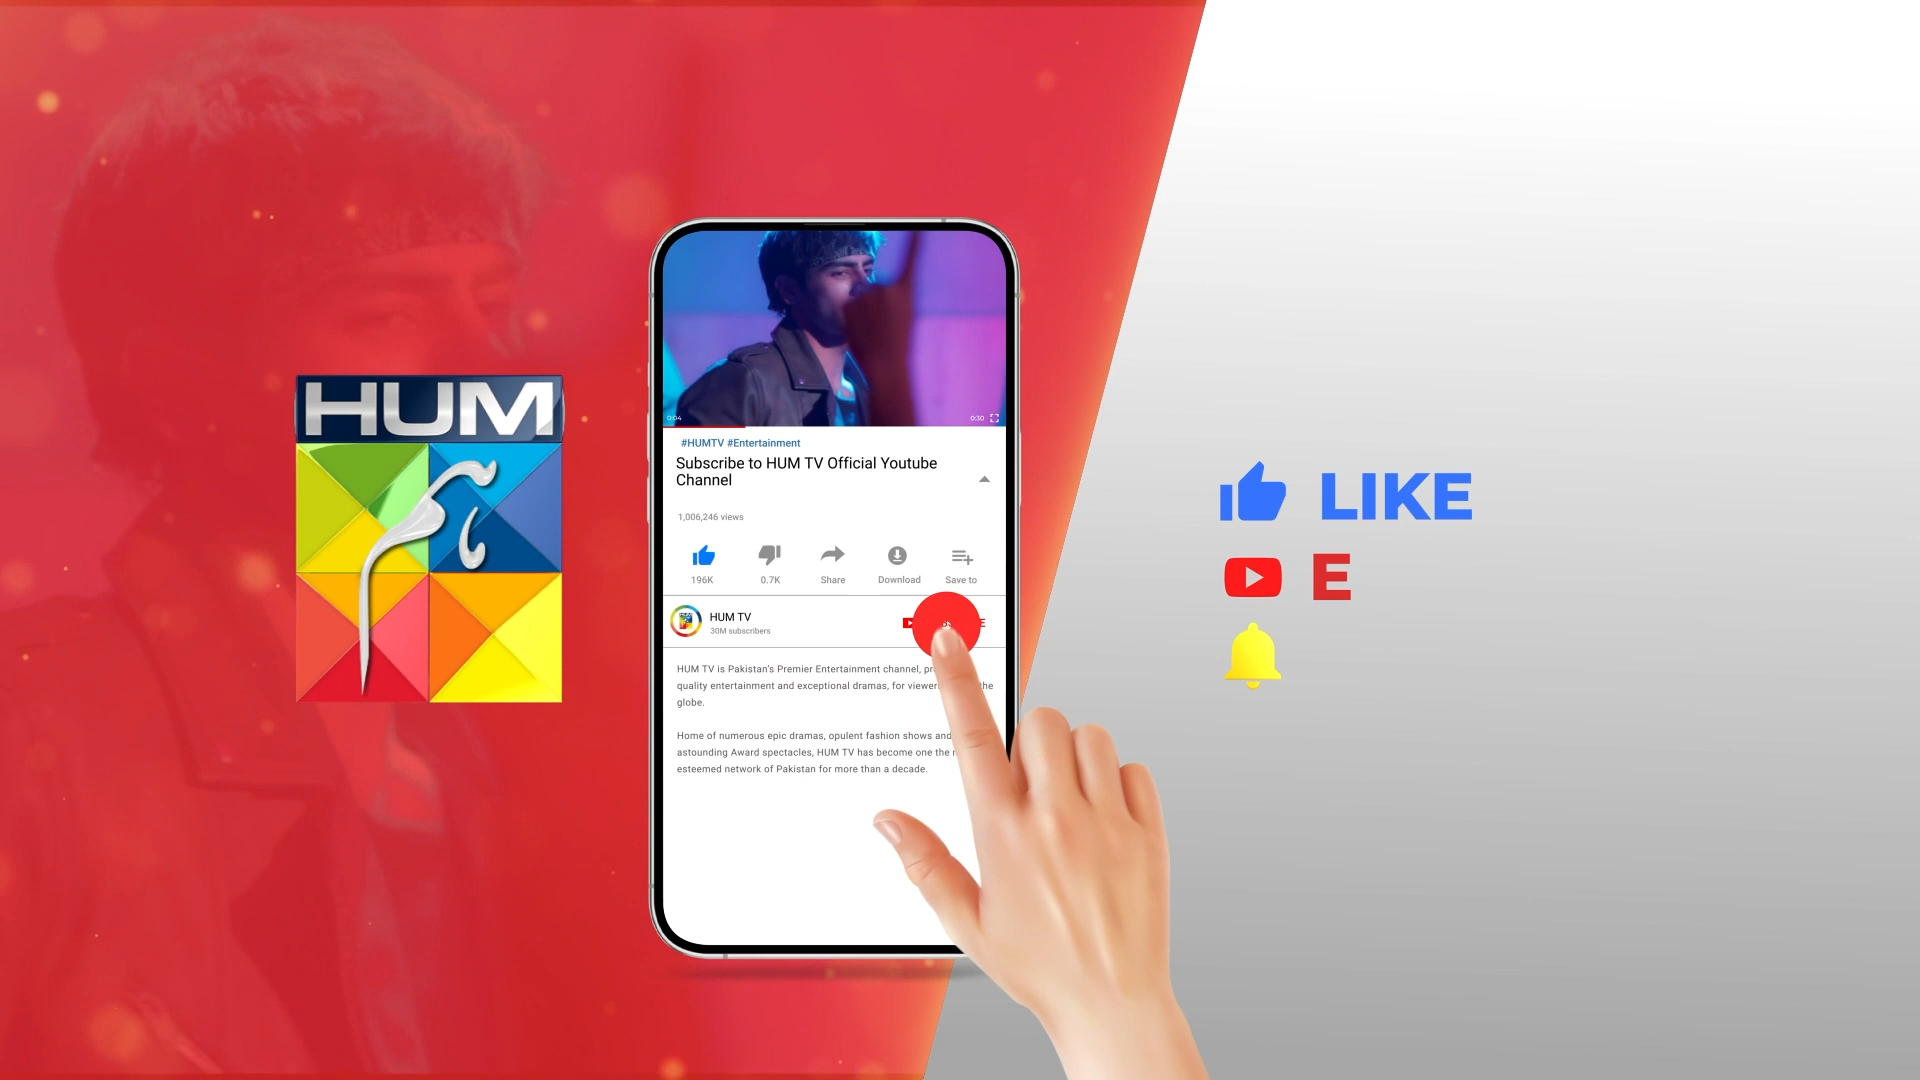 HUM
ہم
0:04
0:30
#HUMTV #Entertainment
Subscribe to HUM TV Official Youtube
Channel
1,006,246 views
196K
0.7K
Share
Download
Save to
HUM TV
30M subscribers
E
HUM TV is Pakistan's Premier Entertainment channel,
quality entertainment and exceptional dramas, for the
globe.
Home of numerous epic dramas, opulent fashion shows and
astounding Award spectacles, HUM TV has become one the
esteemed network of Pakistan for more than a decade.
LIKE
E